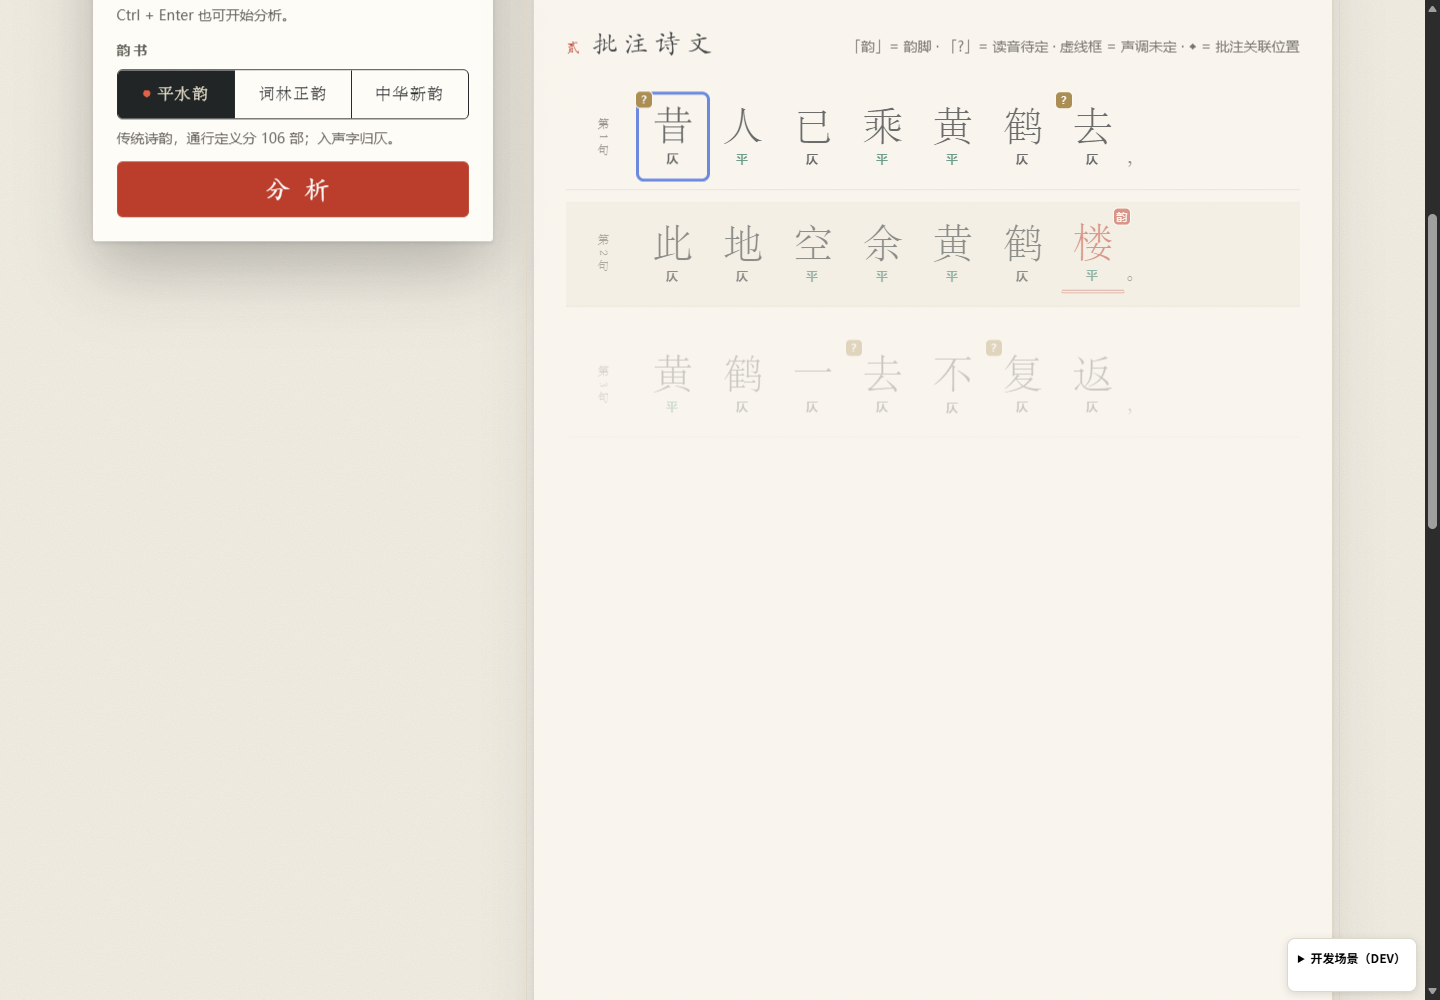 Ctrl + Enter 也可开始分析。
韵书
平水韵 词林正韵 中华新韵
传统诗韵，通行定义分 106 部；入声字归仄。
分析
贰 批注诗文
「韵」= 韵脚 ·「?」= 读音待定 · 虚线框 = 声调未定 · ◆ = 批注关联位置
第1句
? ?
昔人已乘黄鹤去，
仄 平 仄 平 平 仄 仄
第2句
韵
此地空余黄鹤楼。
仄 仄 平 平 平 仄 平
第3句
? ?
黄鹤一去不复返，
平 仄 仄 仄 仄 仄 仄
▶ 开发场景（DEV）